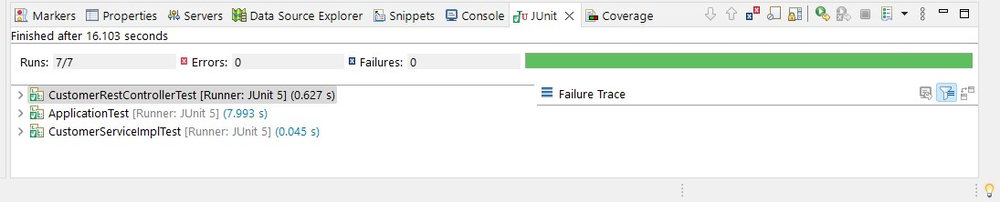 Markers Properties Servers Data Source Explorer Snippets Console JUnit Coverage
Finished after 16.103 seconds
Runs: 7/7 Errors: 0 Failures: 0
CustomerRestControllerTest [Runner: JUnit 5] (0.627 s)
Failure Trace
ApplicationTest [Runner: JUnit 5] (7.993 s)
CustomerServiceImplTest [Runner: JUnit 5] (0.045 s)